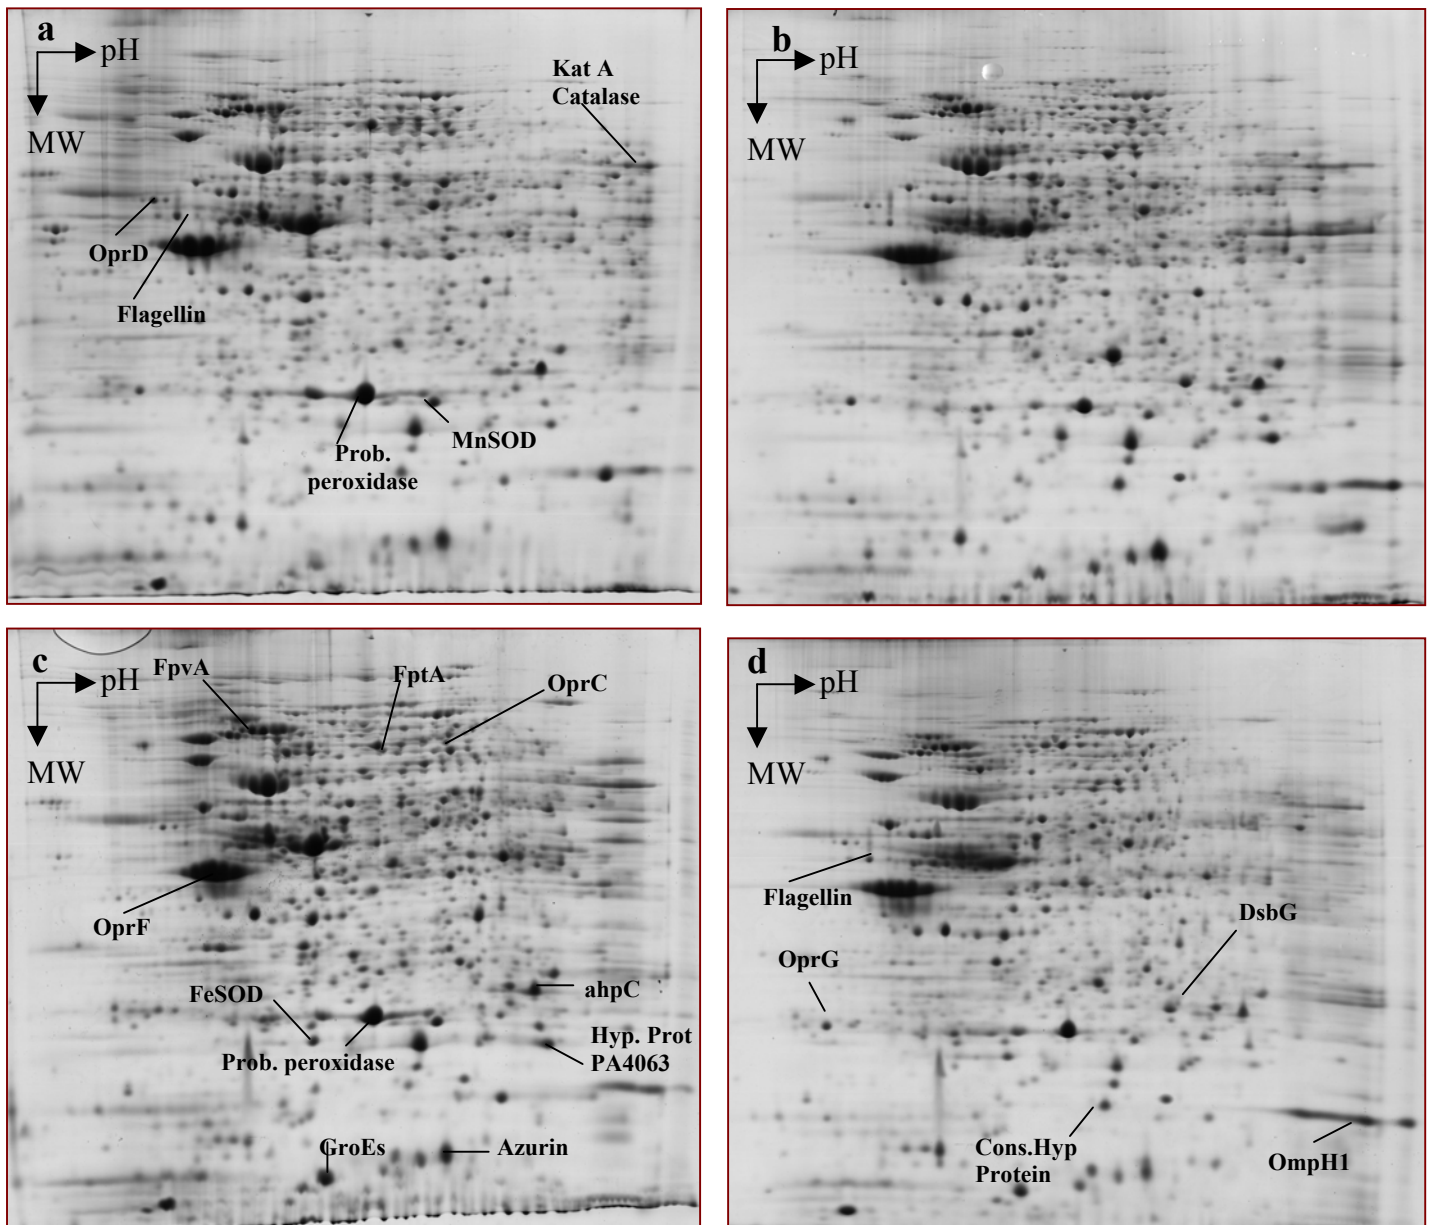 a
pH
MW
Kat A
Catalase
OprD
Flagellin
Prob.
peroxidase
MnSOD
b
pH
MW
c
pH
MW
FpvA
FptA
OprC
OprF
FeSOD
Prob. peroxidase
ahpC
Hyp. Prot
PA4063
GroEs
Azurin
d
pH
MW
Flagellin
OprG
DsbG
Cons.Hyp
Protein
OmpH1